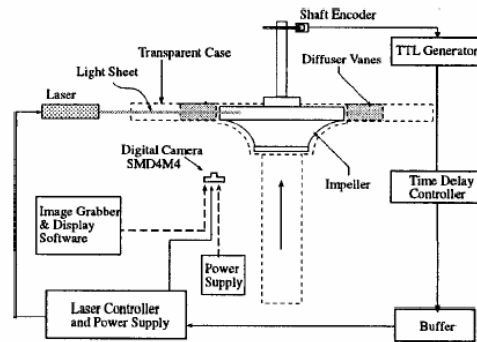 Shaft Encoder
TTL Generator
Transparent Case
Diffuser Vanes
Light Sheet
Laser
Digital Camera
SMD4M4
Impeller
Time Delay
Controller
Image Grabber
& Display
Software
Power
Supply
Laser Controller
and Power Supply
Buffer